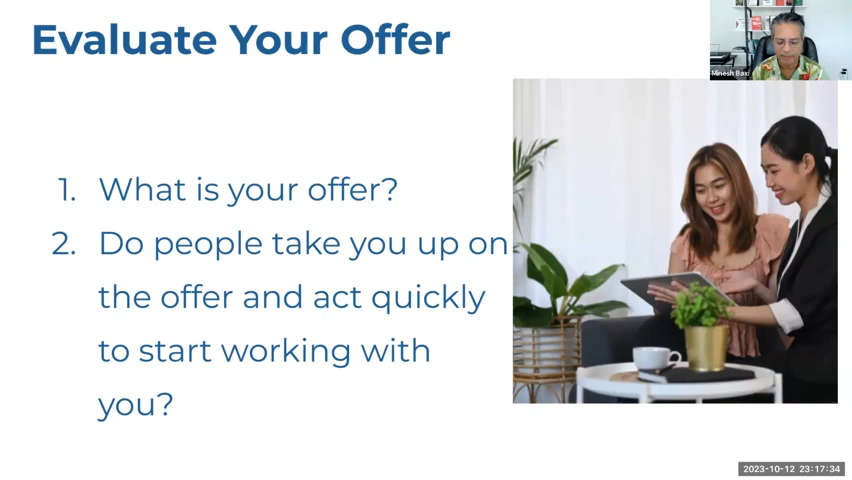 Evaluate Your Offer
Minesh Baxi
1. What is your offer?
2. Do people take you up on
the offer and act quickly
to start working with
you?
2023-10-12 23:17:34